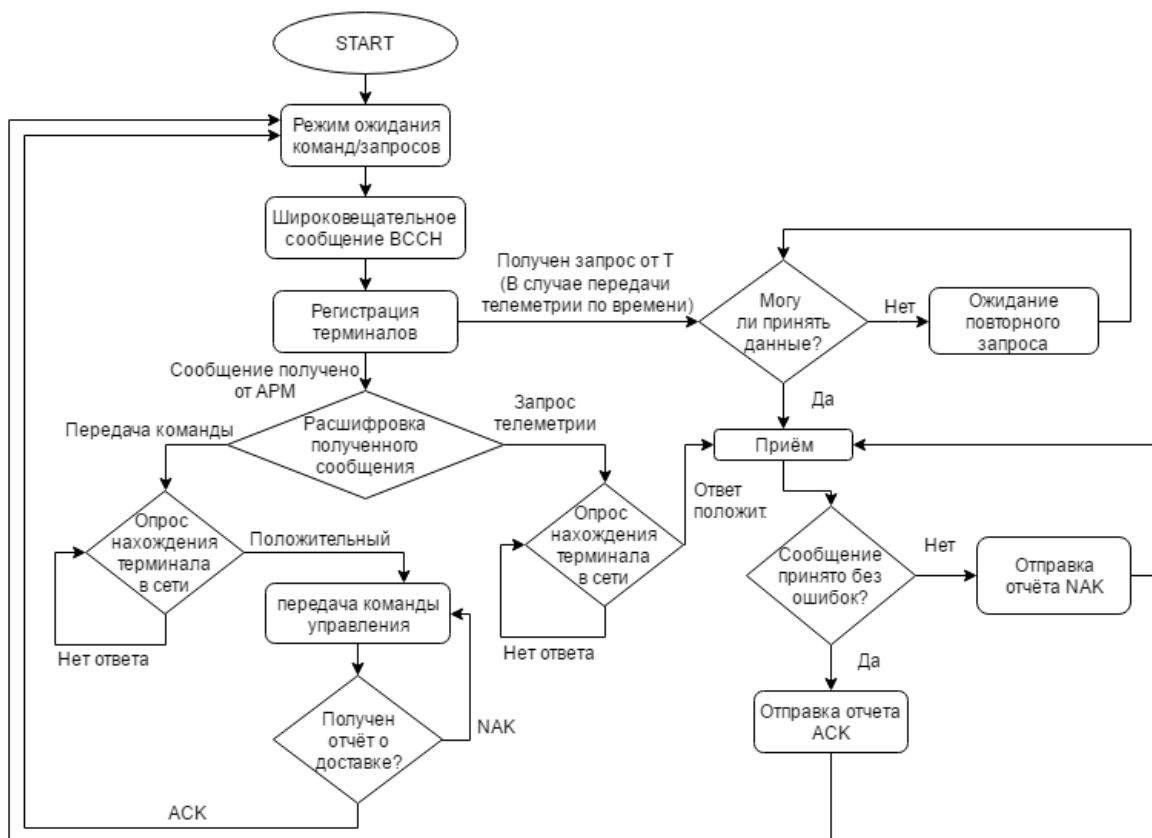 START
Режим ожидания
команд/запросов
Широковещательное
сообщение ВССН
Регистрация
терминалов
Получен запрос от Т
(В случае передачи
телеметрии по времени)
Могу
ли принять
данные?
Нет
Ожидание
повторного
запроса
Да
Сообщение получено
от АРМ
Расшифровка
полученного
сообщения
Передача команды
Запрос
телеметрии
Приём
Опрос
нахождения
терминала
в сети
Нет ответа
Положительный
передача команды
управления
Получен
отчёт о
доставке?
NAK
ACK
Опрос
нахождения
терминала
в сети
Нет ответа
Ответ
положит.
Сообщение
принято без
ошибок?
Нет
Отправка
отчёта NAK
Да
Отправка отчета
ACK